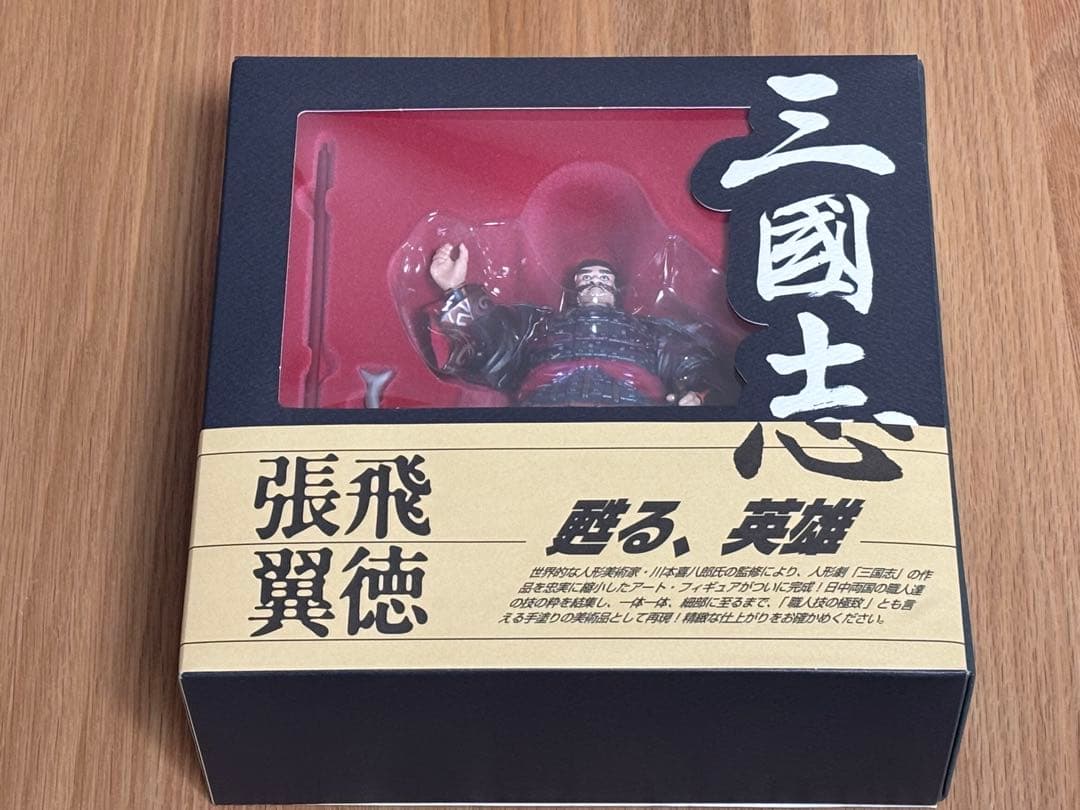 三國志
張飛
翼徳
甦る、英雄
世界的な人形美術家・川本喜八郎氏の監修により、人形劇「三国志」の作
品を忠実に縮小したアート・フィギュアがついに完成！日中両国の職人達
の技の粋を結集し、一体一体、細部に至るまで、「職人技の極致」とも言
える手塗りの美術品として再現！精緻な仕上がりをお確かめください。